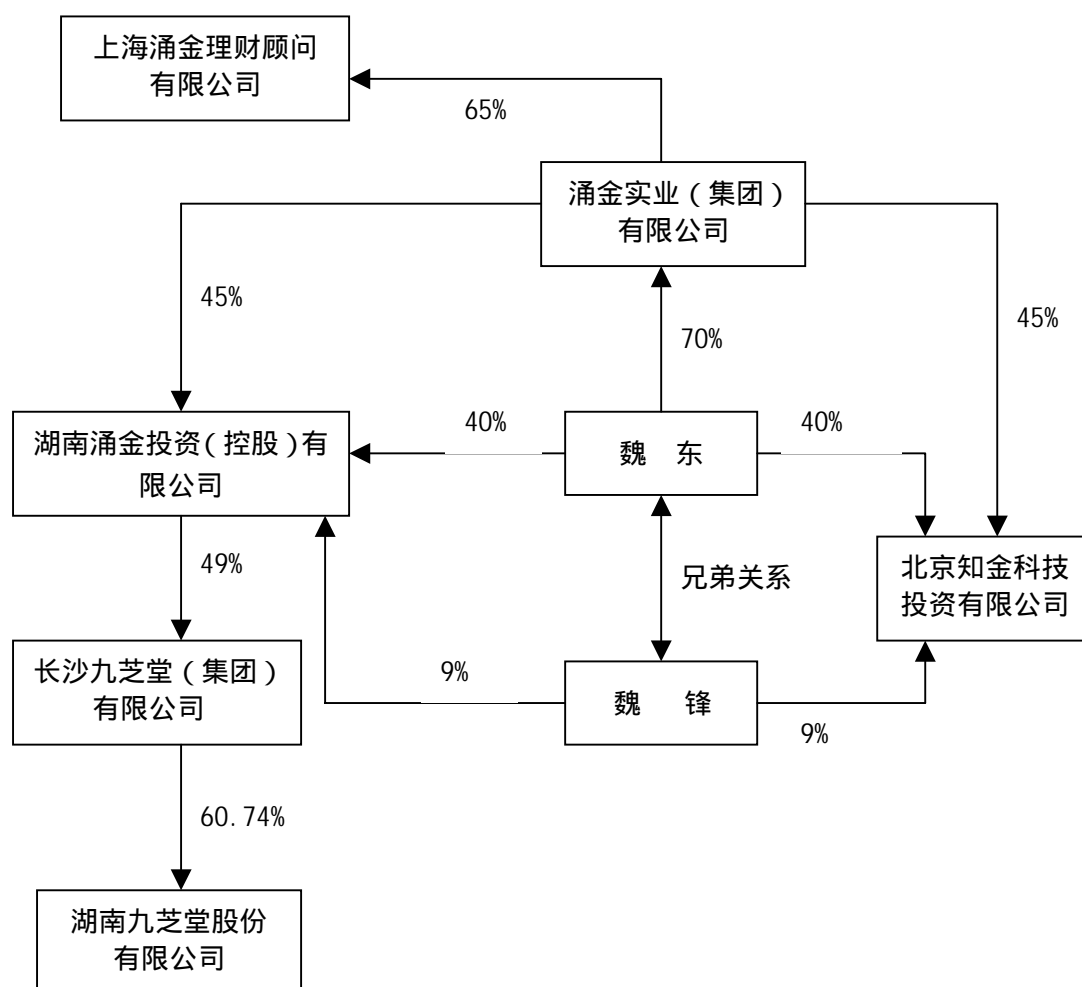 上海涌金理财顾问
有限公司
65%
涌金实业（集团）
有限公司
45%
45%
70%
湖南涌金投资（控股）有
限公司
40%
魏 东
40%
49%
兄弟关系
北京知金科技
投资有限公司
长沙九芝堂（集团）
有限公司
9%
魏 锋
9%
60.74%
湖南九芝堂股份
有限公司